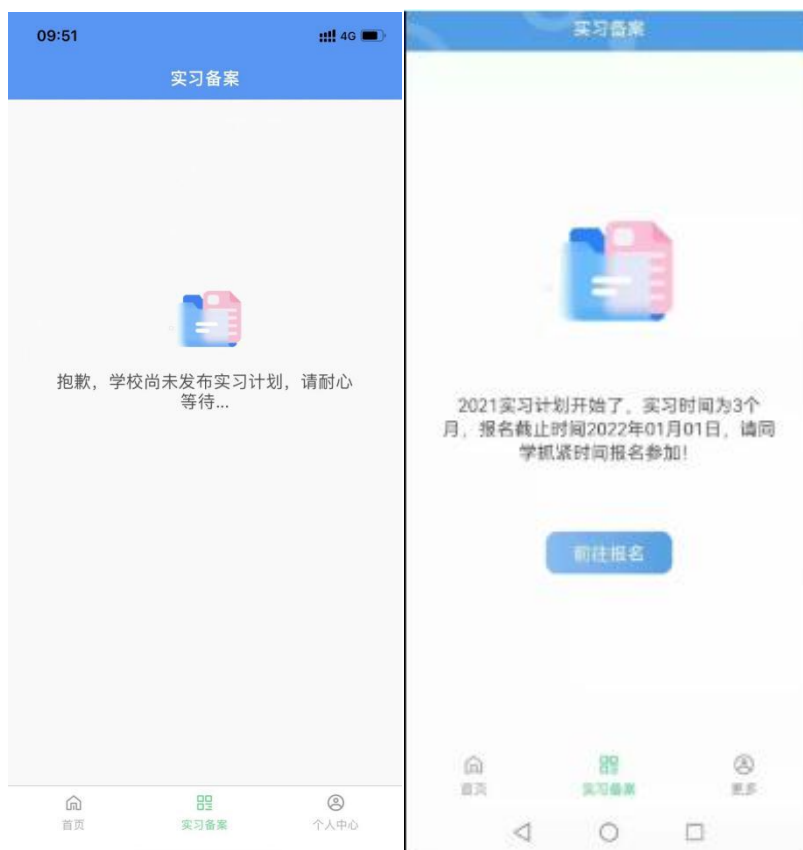 09:51
4G
实习备案
抱歉，学校尚未发布实习计划，请耐心
等待...
首页
实习备案
个人中心
实习备案
2021实习计划开始了，实习时间为3个
月，报名截止时间2022年01月01日，请同
学抓紧时间报名参加！
前往报名
首页
实习备案
更多